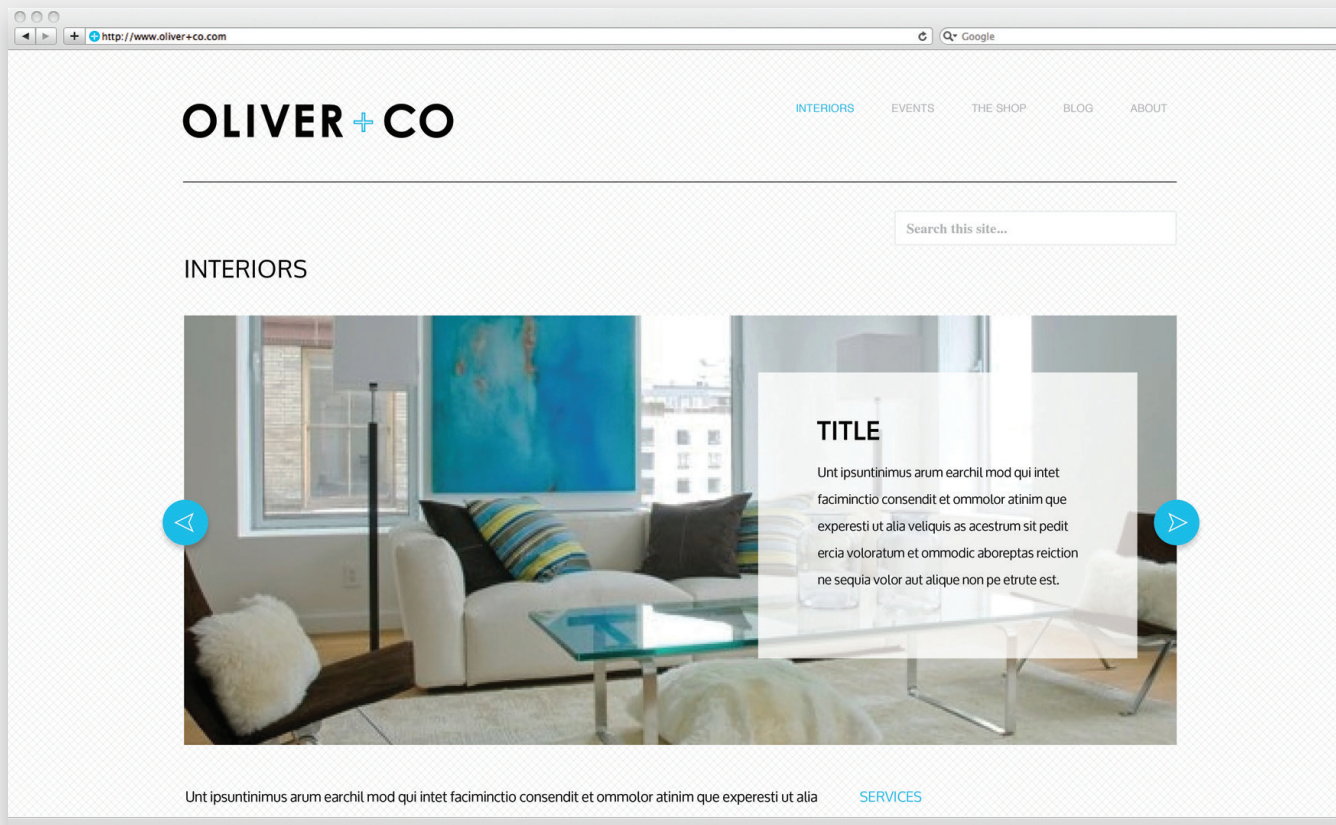 http://www.oliver+co.com
Google
OLIVER + CO
INTERIORS EVENTS THE SHOP BLOG ABOUT
Search this site...
INTERIORS
TITLE
Unt ipsuntinimus arum earchil mod qui intet
faciminctio consendit et ommolor atinim que
experesti ut alia veliquis as acestrum sit pedit
ercia voloratum et ommodic aboreptas reiction
ne sequia volor aut alique non pe etrute est.
Unt ipsuntinimus arum earchil mod qui intet faciminctio consendit et ommolor atinim que experesti ut alia
SERVICES